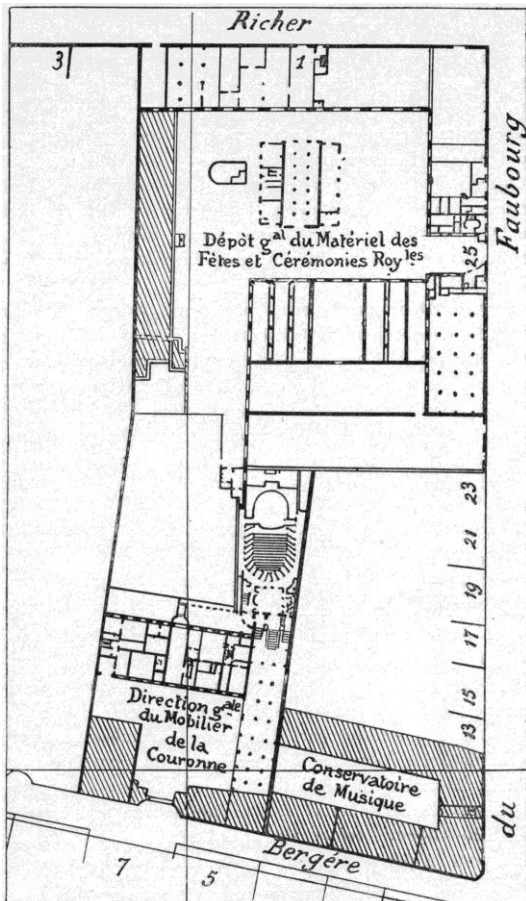 Richer
3
1
Faubourg
Dépôt gal du Matériel des
Fêtes et Cérémonies Royles
25
23
21
19
17
15
13
Direction gale
du Mobilier
de la
Couronne
Conservatoire
de Musique
du
Bergére
7
5